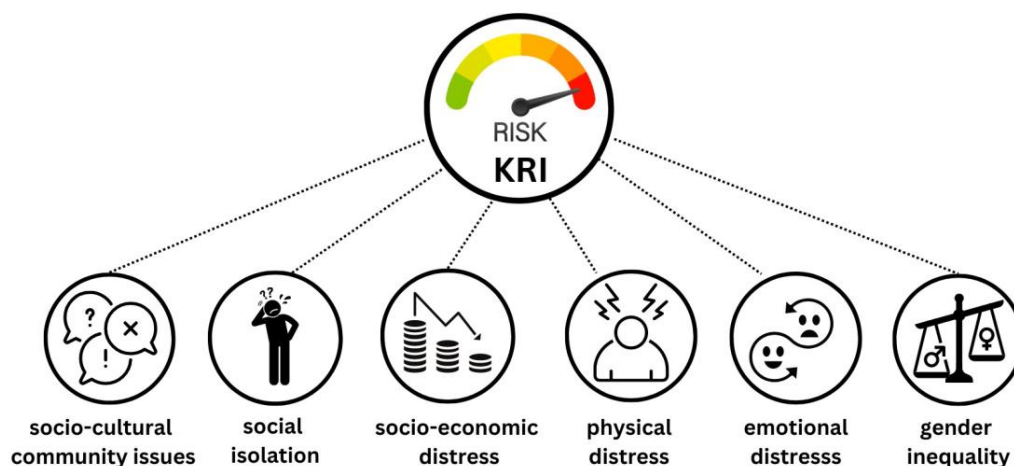 RISK
KRI
? × !
??
socio-cultural
community issues
social
isolation
socio-economic
distress
physical
distress
emotional
distresss
gender
inequality